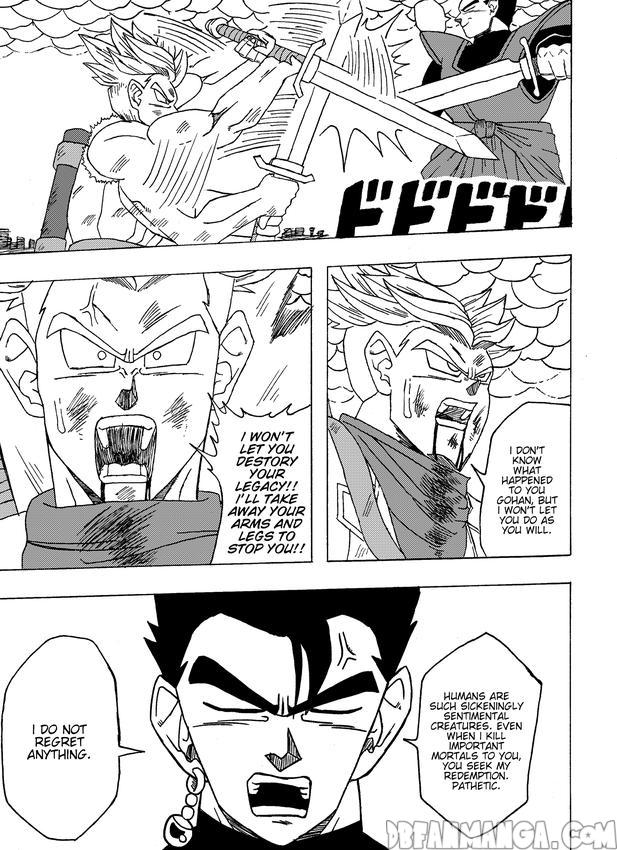 ドドドド
I DON'T
KNOW
WHAT
HAPPENED
TO YOU
GOHAN, BUT
I WON'T LET
YOU DO AS
YOU WILL.
I WON'T
LET YOU
DESTORY
YOUR
LEGACY!!
I'LL TAKE
AWAY YOUR
ARMS AND
LEGS TO
STOP YOU!!
HUMANS ARE
SUCH SICKENINGLY
SENTIMENTAL
CREATURES. EVEN
WHEN I KILL
IMPORTANT
MORTALS TO YOU,
YOU SEEK MY
REDEMPTION.
PATHETIC.
I DO NOT
REGRET
ANYTHING.
DBFANMANGA.COM